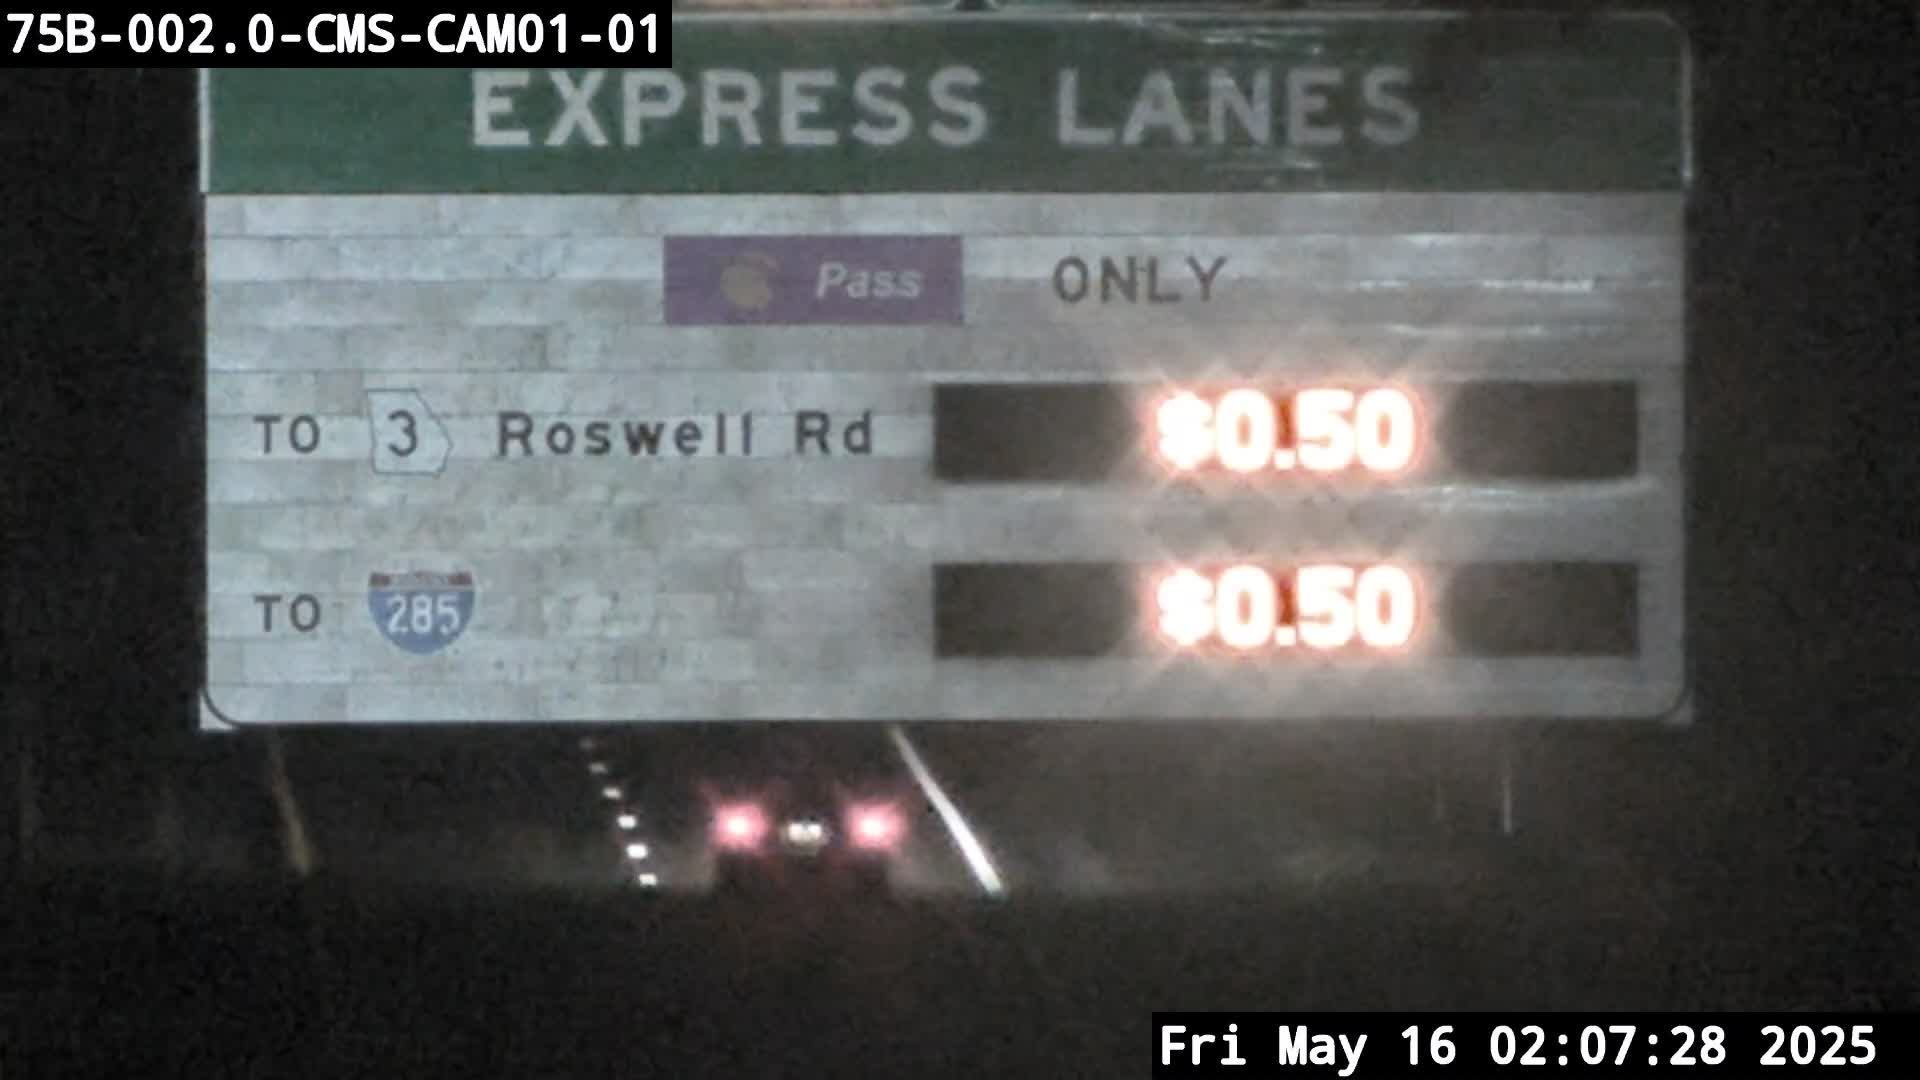 75B-002.0-CMS-CAM01-01
EXPRESS LANES
Pass ONLY
TO 3 Roswell Rd $0.50
TO 285 $0.50
Fri May 16 02:07:28 2025